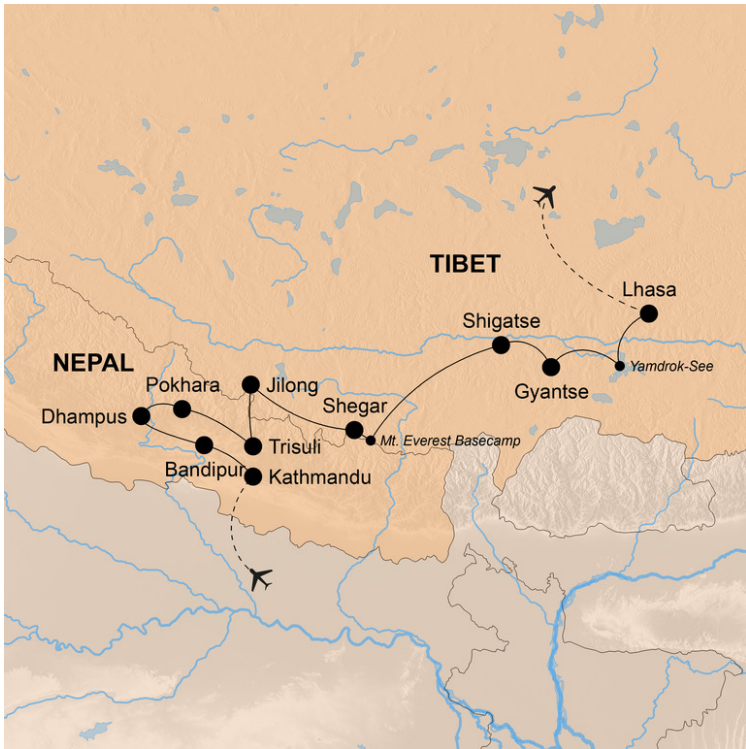 TIBET
Lhasa
Shigatse
NEPAL
Yamdrok-See
Pokhara
Jilong
Gyantse
Shegar
Dhampus
Mt. Everest Basecamp
Trisuli
Bandipur
Kathmandu